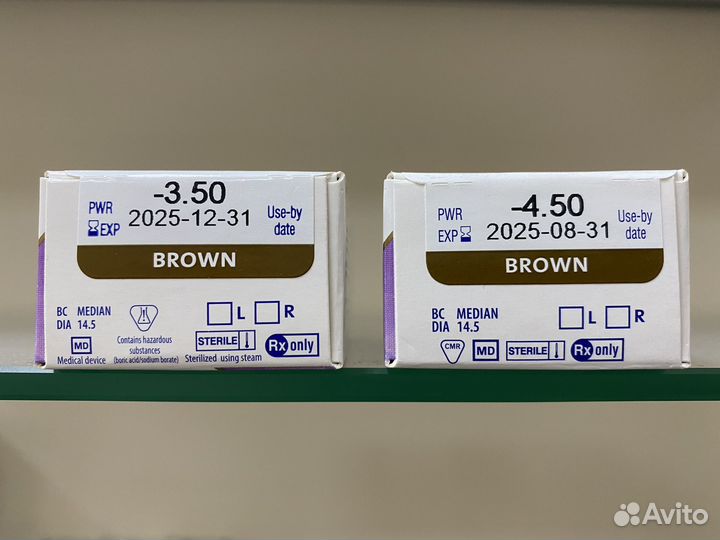 -3.50
PWR
2025-12-31
EXP
Use-by
date
BROWN
BC MEDIAN
DIA 14.5
L R
MD
Medical device
Contains hazardous
substances
(boric acid/sodium borate)
STERILE
Sterilized using steam
Rx only
-4.50
PWR
2025-08-31
EXP
Use-by
date
BROWN
BC MEDIAN
DIA 14.5
L R
CMR
MD
STERILE
Rx only
Avito